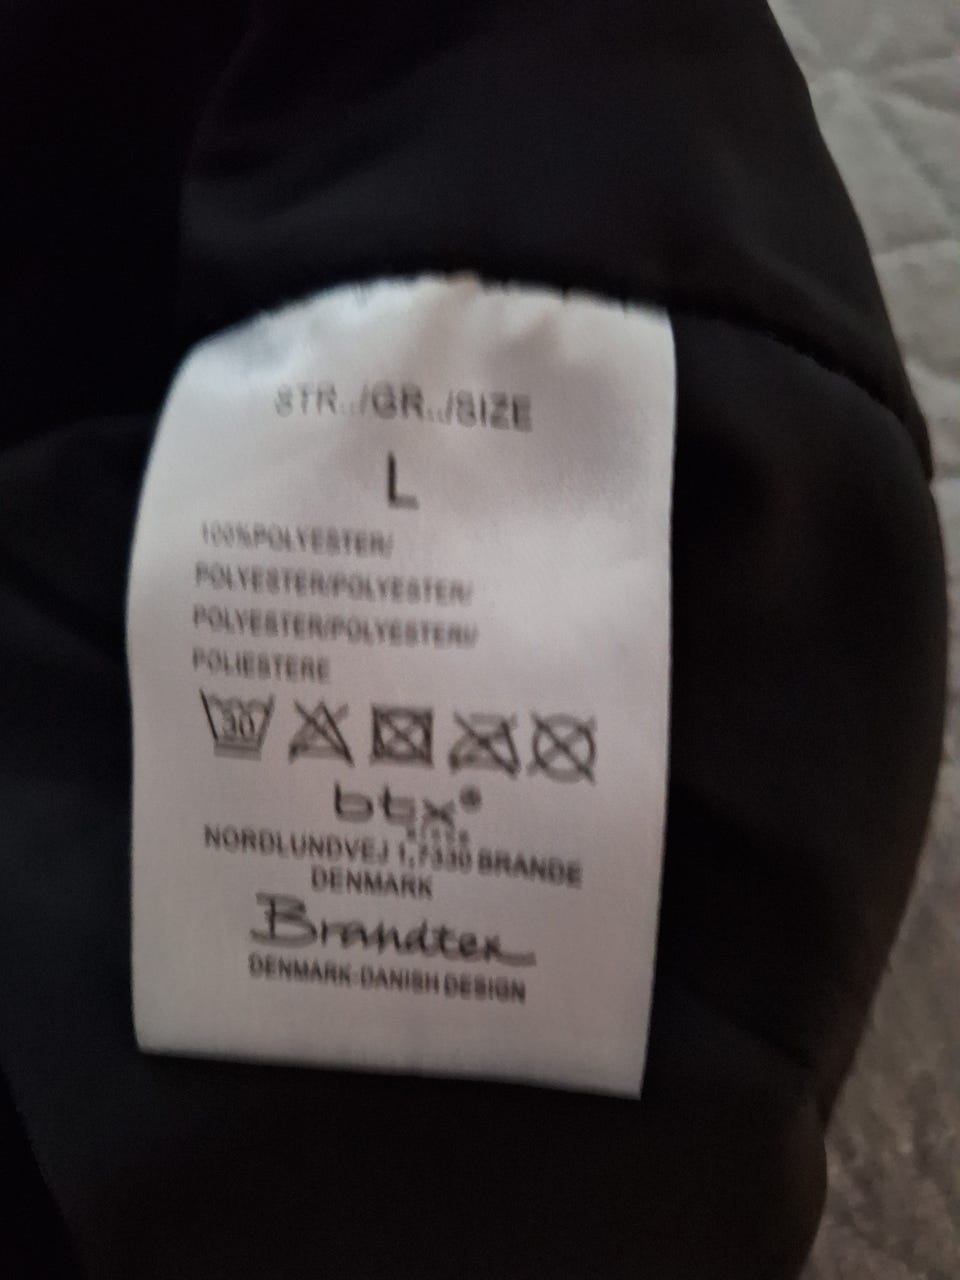 STR../GR../SIZE
L
100%POLYESTER/
POLYESTER/POLYESTER/
POLYESTER/POLYESTER/
POLIESTERE
30
btx®
NORDLUNDVEJ 1,7330 BRANDE
DENMARK
Brandtex
DENMARK-DANISH DESIGN